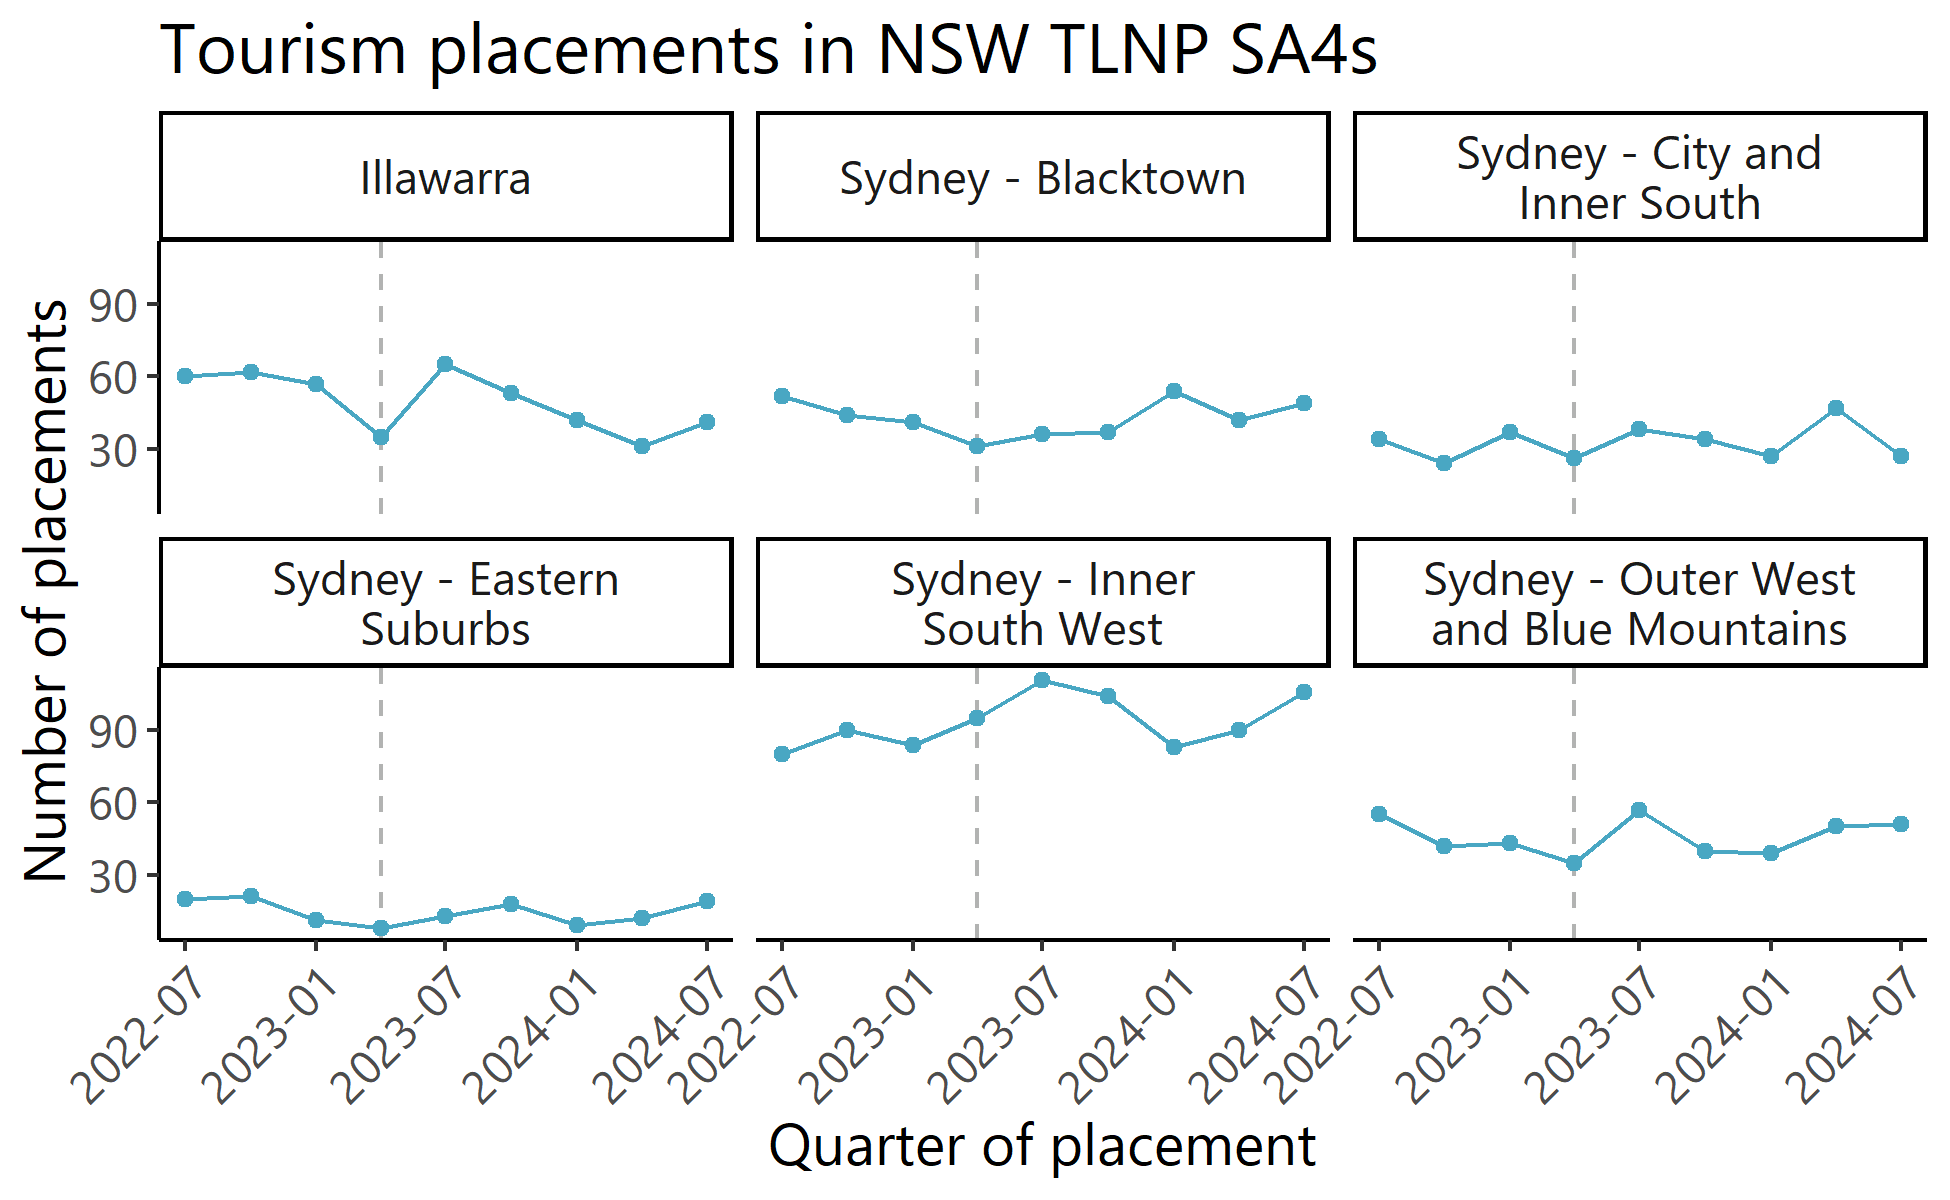 Tourism placements in NSW TLNP SA4s
Illawarra
Sydney - Blacktown
Sydney - City and
Inner South
90
60
30
Sydney - Eastern
Suburbs
Sydney - Inner
South West
Sydney - Outer West
and Blue Mountains
90
60
30
Number of placements
2022-07
2023-01
2023-07
2024-01
2024-07
2022-07
2023-01
2023-07
2024-01
2024-07
2022-07
2023-01
2023-07
2024-01
2024-07
Quarter of placement